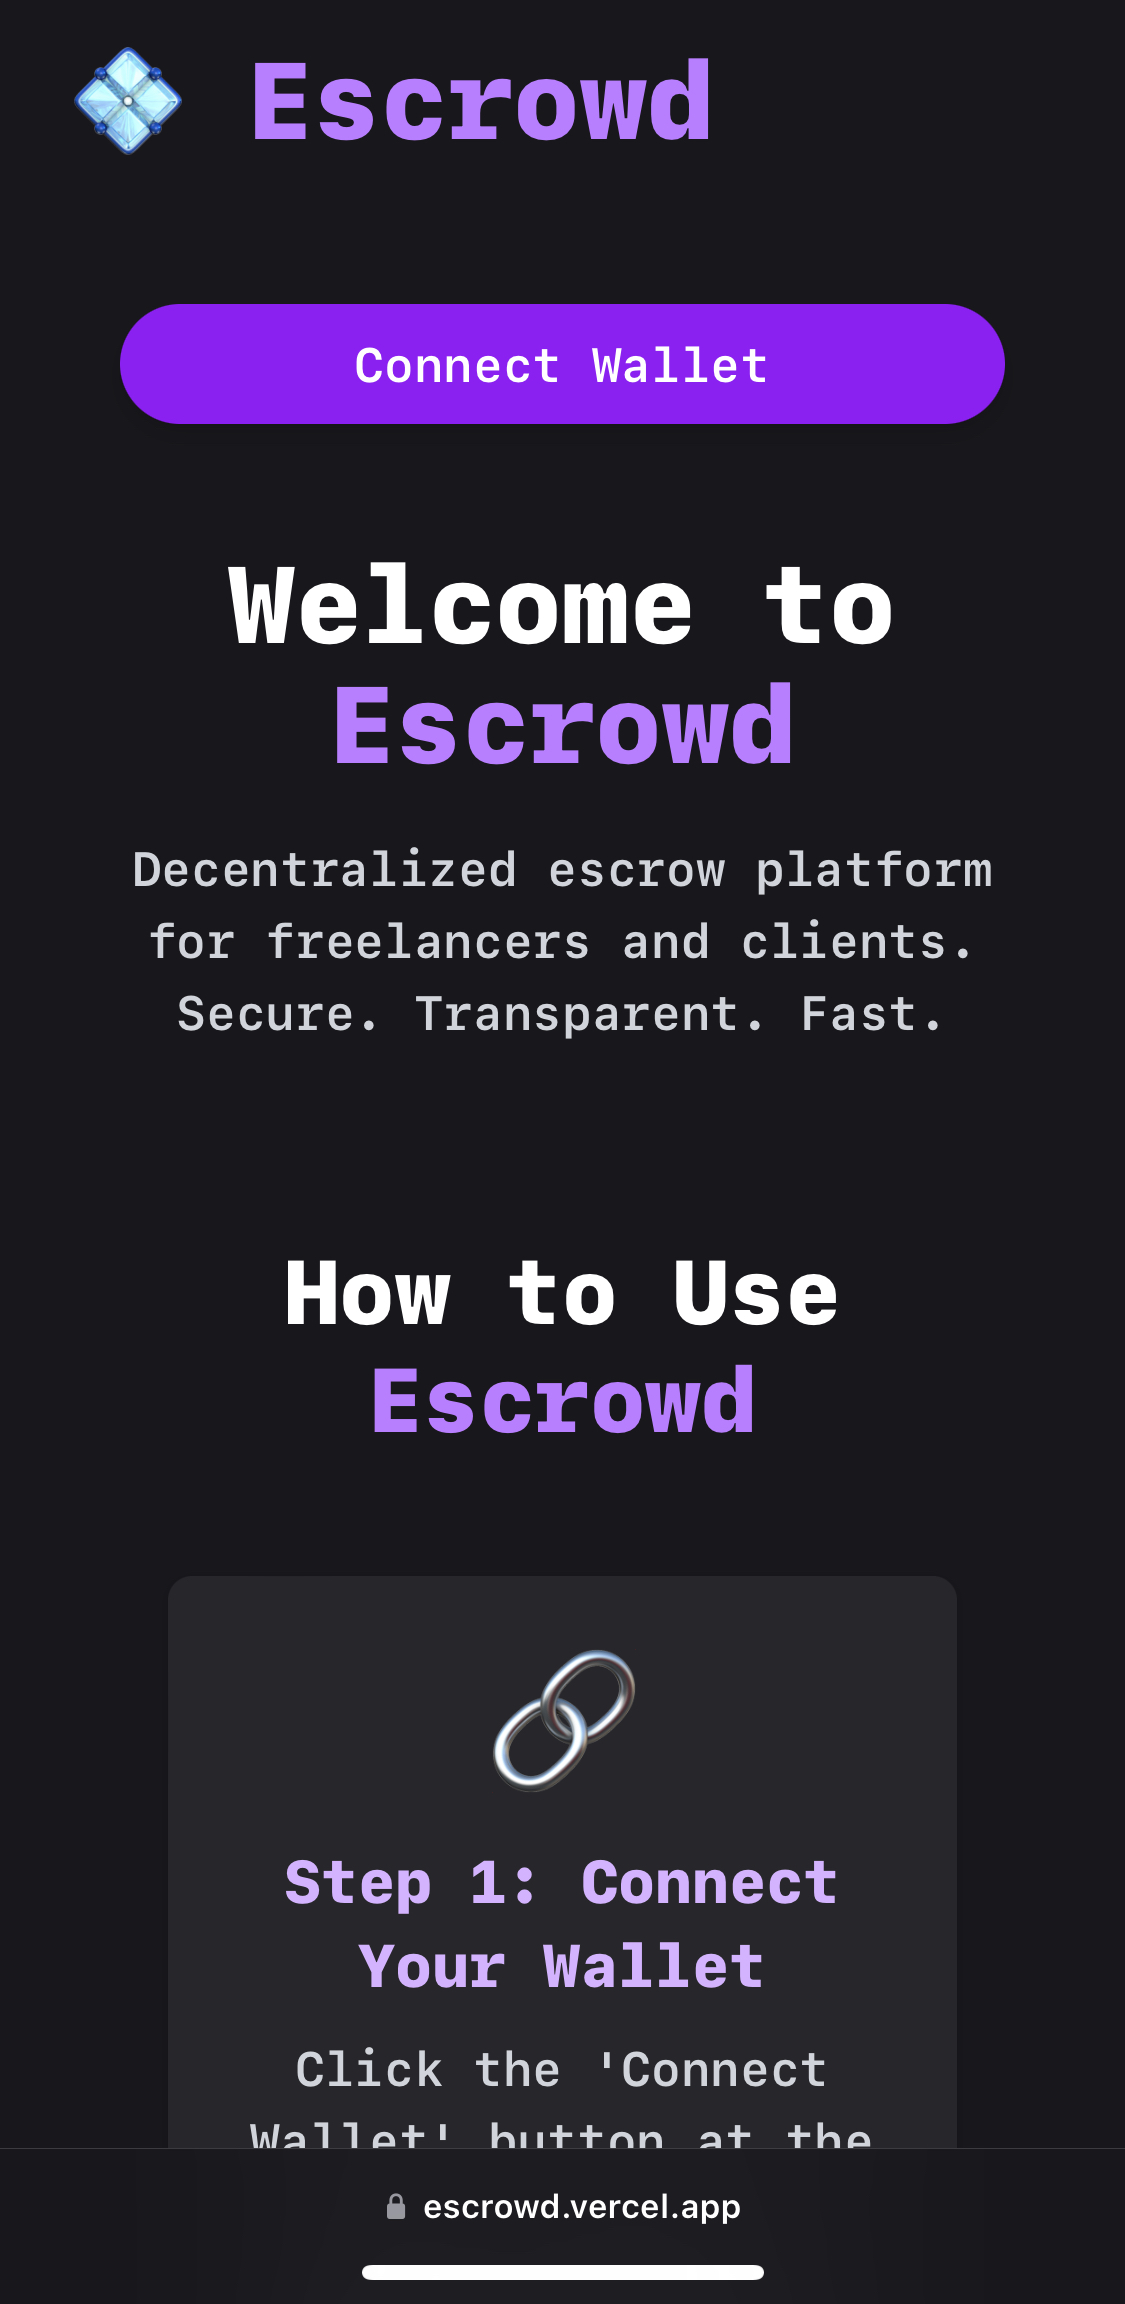 Escrowd
Connect Wallet
Welcome to
Escrowd
Decentralized escrow platform
for freelancers and clients.
Secure. Transparent. Fast.
How to Use
Escrowd
Step 1: Connect
Your Wallet
Click the 'Connect
Wallet' button at the
escrowd.vercel.app